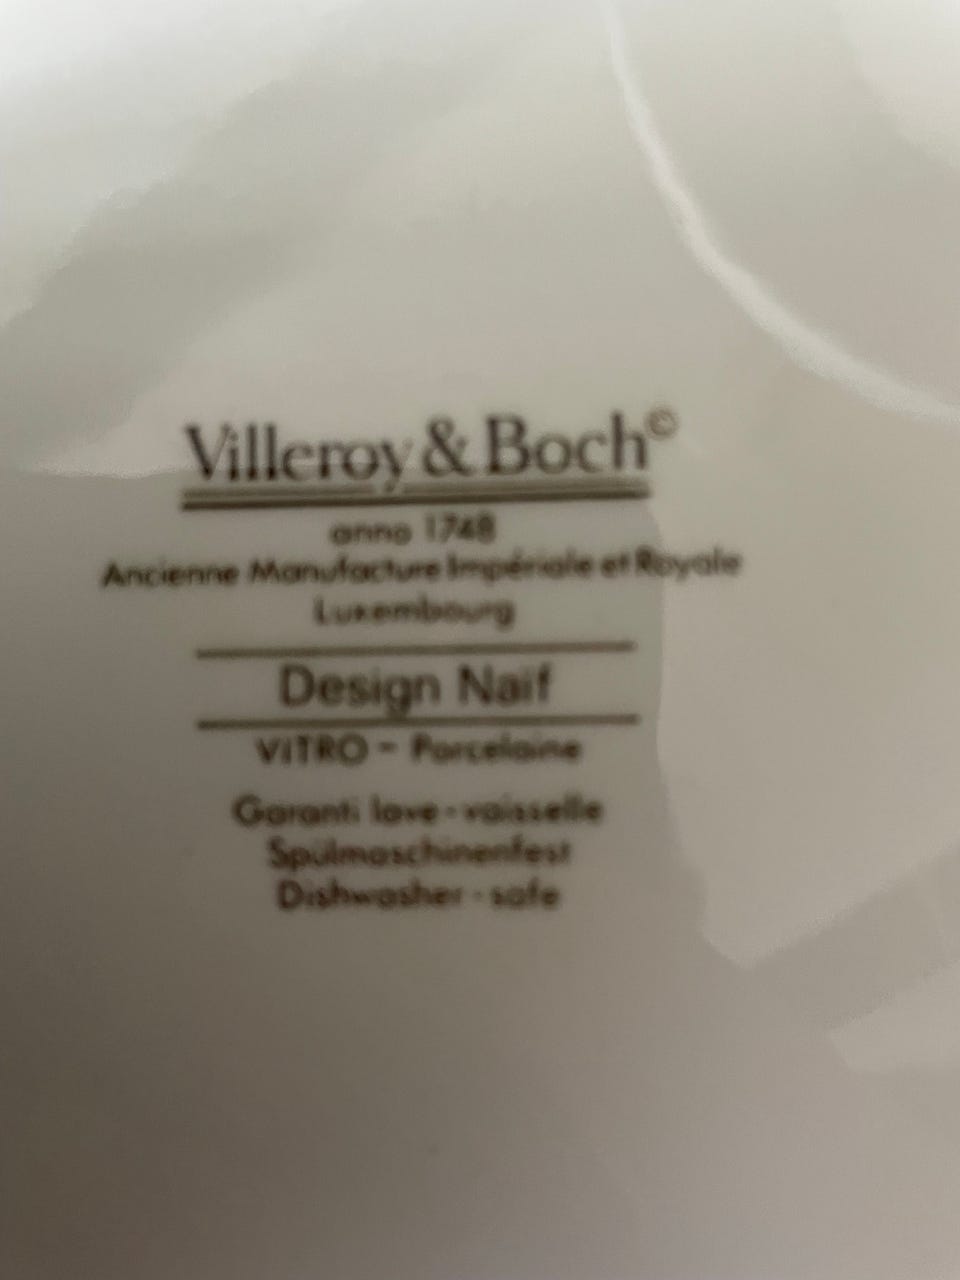 Villeroy & Boch©
anno 1748
Ancienne Manufacture Impériale et Royale
Luxembourg
Design Naïf
ViTRO - Porcelaine
Garanti lave-vaisselle
Spülmaschinenfest
Dishwasher-safe